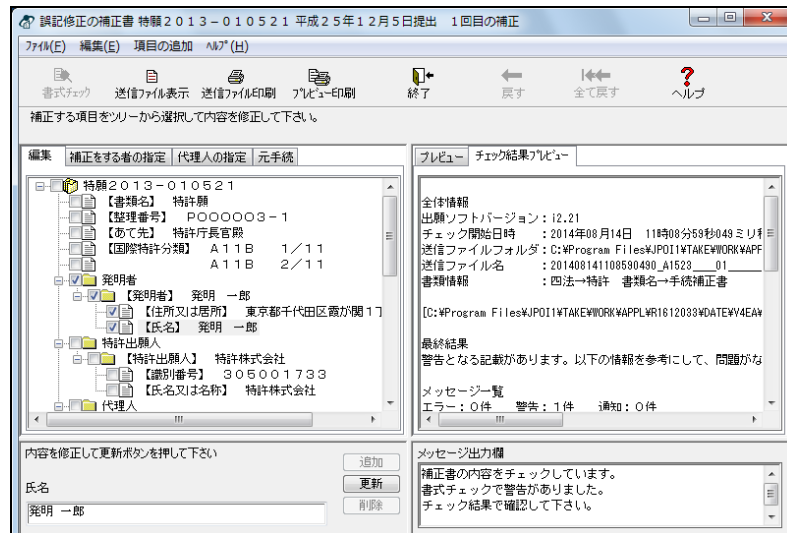 誤記修正の補正書 特願２０１３－０１０５２１ 平成２５年１２月５日提出　１回目の補正
ﾌｧｲﾙ(F)　編集(E)　項目の追加　ﾍﾙﾌﾟ(H)
書式ﾁｪｯｸ　送信ﾌｧｲﾙ表示　送信ﾌｧｲﾙ印刷　ﾌﾟﾚﾋﾞｭｰ印刷　終了　戻す　全て戻す　ヘルプ
補正する項目をツリーから選択して内容を修正して下さい。
編集　補正をする者の指定　代理人の指定　元手続
特願２０１３－０１０５２１
【書類名】　特許願
【整理番号】　Ｐ０００００３－１
【あて先】　特許庁長官殿
【国際特許分類】　Ａ１１Ｂ　　１／１１
Ａ１１Ｂ　　２／１１
発明者
【発明者】　発明　一郎
【住所又は居所】　東京都千代田区霞が関１丁
【氏名】　発明　一郎
特許出願人
【特許出願人】　特許株式会社
【識別番号】　３０５００１７３３
【氏名又は名称】　特許株式会社
代理人
内容を修正して更新ボタンを押して下さい
追加
更新
氏名
削除
発明　一郎
プレビュー　チェック結果プレビュー
全体情報
出願ソフトバージョン：i2.21
チェック開始日時　　：2014年08月14日　11時08分59秒049ミリ
送信ファイルフォルダ：C:¥Program Files¥JPOI1¥TAKE¥WORK¥APP
送信ファイル名　　　：201408141108590490_A1523____01____
書類情報　　　　　　：四法→特許　書類名→手続補正書
[C:¥Program Files¥JPOI1¥TAKE¥WORK¥APPL¥R1612033¥DATE¥V4EA¥
最終結果
警告となる記載があります。以下の情報を参考にして、問題がな
メッセージ一覧
エラー：０件　　警告：１件　　通知：０件
メッセージ出力欄
補正書の内容をチェックしています。
書式チェックで警告がありました。
チェック結果で確認して下さい。